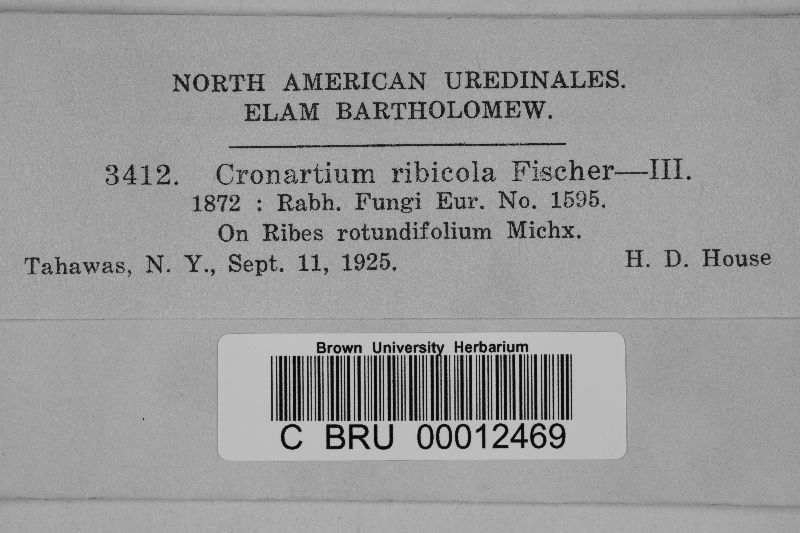 NORTH AMERICAN UREDINALES.
ELAM BARTHOLOMEW.
3412. Cronartium ribicola Fischer—III.
1872 : Rabh. Fungi Eur. No. 1595.
On Ribes rotundifolium Michx.
Tahawas, N. Y., Sept. 11, 1925. H. D. House
Brown University Herbarium
C BRU 00012469